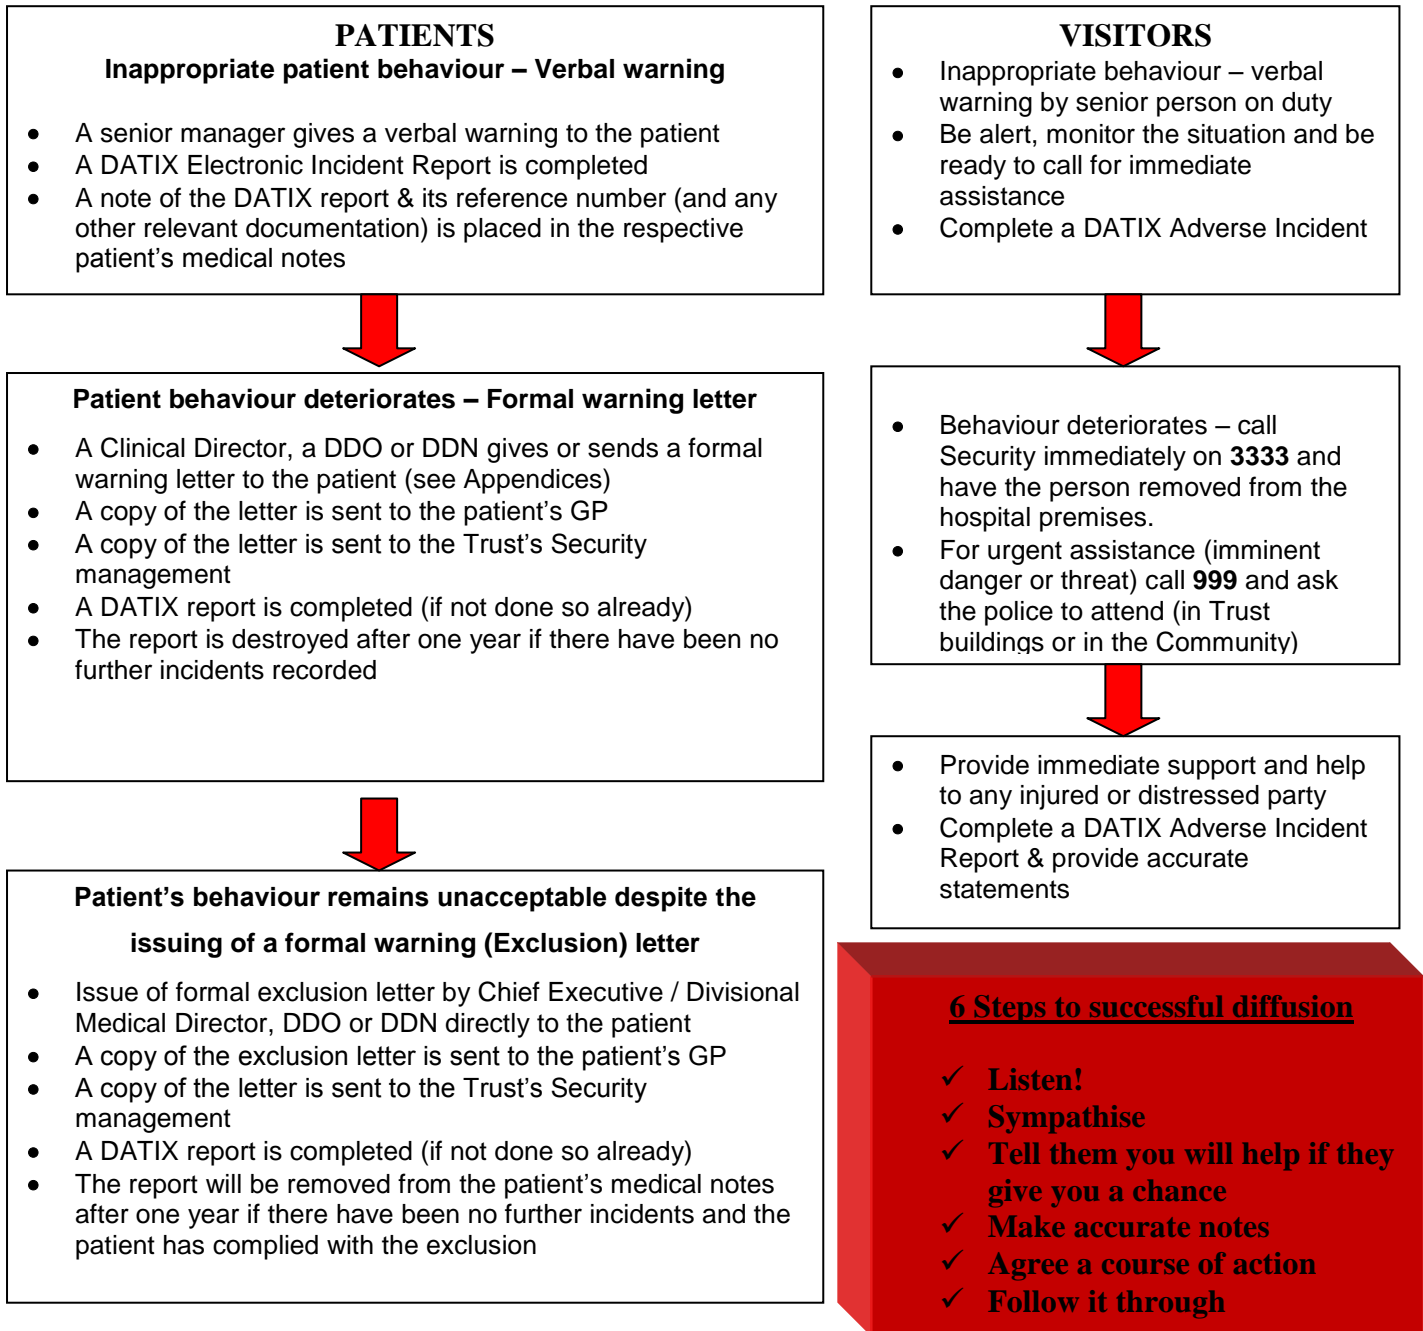 PATIENTS
Inappropriate patient behaviour – Verbal warning
• A senior manager gives a verbal warning to the patient
• A DATIX Electronic Incident Report is completed
• A note of the DATIX report & its reference number (and any
other relevant documentation) is placed in the respective
patient’s medical notes
Patient behaviour deteriorates – Formal warning letter
• A Clinical Director, a DDO or DDN gives or sends a formal
warning letter to the patient (see Appendices)
• A copy of the letter is sent to the patient’s GP
• A copy of the letter is sent to the Trust’s Security
management
• A DATIX report is completed (if not done so already)
• The report is destroyed after one year if there have been no
further incidents recorded
Patient’s behaviour remains unacceptable despite the
issuing of a formal warning (Exclusion) letter
• Issue of formal exclusion letter by Chief Executive / Divisional
Medical Director, DDO or DDN directly to the patient
• A copy of the exclusion letter is sent to the patient’s GP
• A copy of the letter is sent to the Trust’s Security
management
• A DATIX report is completed (if not done so already)
• The report will be removed from the patient’s medical notes
after one year if there have been no further incidents and the
patient has complied with the exclusion
VISITORS
• Inappropriate behaviour – verbal
warning by senior person on duty
• Be alert, monitor the situation and be
ready to call for immediate
assistance
• Complete a DATIX Adverse Incident
• Behaviour deteriorates – call
Security immediately on 3333 and
have the person removed from the
hospital premises.
• For urgent assistance (imminent
danger or threat) call 999 and ask
the police to attend (in Trust
buildings or in the Community)
• Provide immediate support and help
to any injured or distressed party
• Complete a DATIX Adverse Incident
Report & provide accurate
statements
6 Steps to successful diffusion
✓ Listen!
✓ Sympathise
✓ Tell them you will help if they
give you a chance
✓ Make accurate notes
✓ Agree a course of action
✓ Follow it through